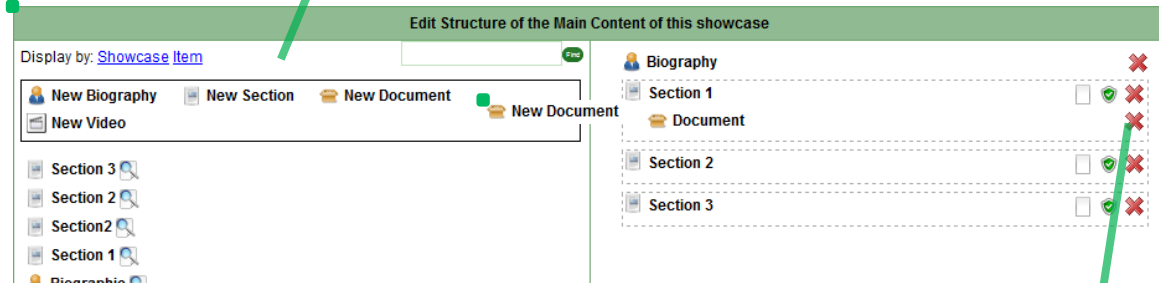 Edit Structure of the Main Content of this showcase
Display by: Showcase Item
Find
New Biography New Section New Document
New Video
New Document
Section 3
Section 2
Section2
Section 1
Biographie
Biography
Section 1
Document
Section 2
Section 3